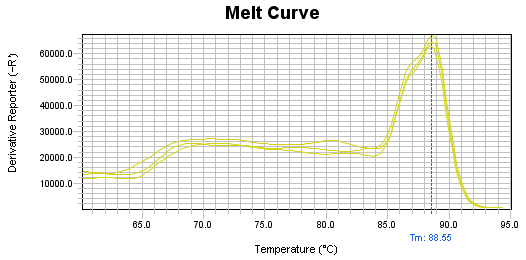 Melt Curve
Derivative Reporter (-R')
60000.0
50000.0
40000.0
30000.0
20000.0
10000.0
65.0 70.0 75.0 80.0 85.0 90.0 95.0
Tm: 88.55
Temperature (°C)